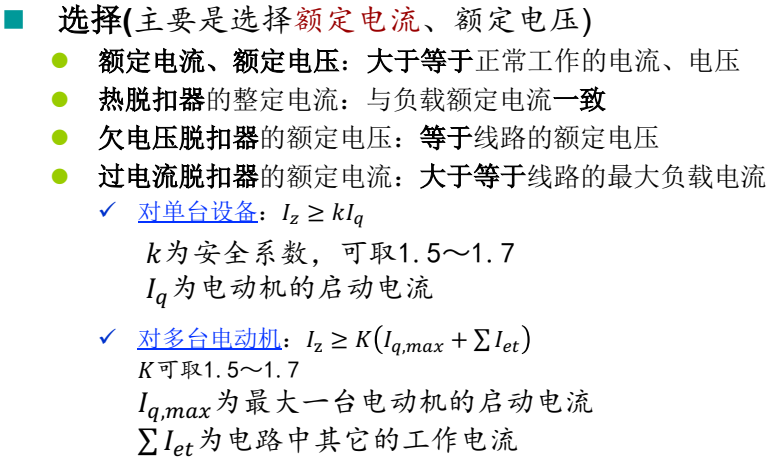 选择(主要是选择额定电流、额定电压)
额定电流、额定电压：大于等于正常工作的电流、电压
热脱扣器的整定电流：与负载额定电流一致
欠电压脱扣器的额定电压：等于线路的额定电压
过电流脱扣器的额定电流：大于等于线路的最大负载电流
✓ 对单台设备：$I_z \geq kI_q$
$k$为安全系数，可取1.5～1.7
$I_q$为电动机的启动电流
✓ 对多台电动机：$I_z \geq K(I_{q,max} + \sum I_{et})$
$K$可取1.5～1.7
$I_{q,max}$为最大一台电动机的启动电流
$\sum I_{et}$为电路中其它的工作电流